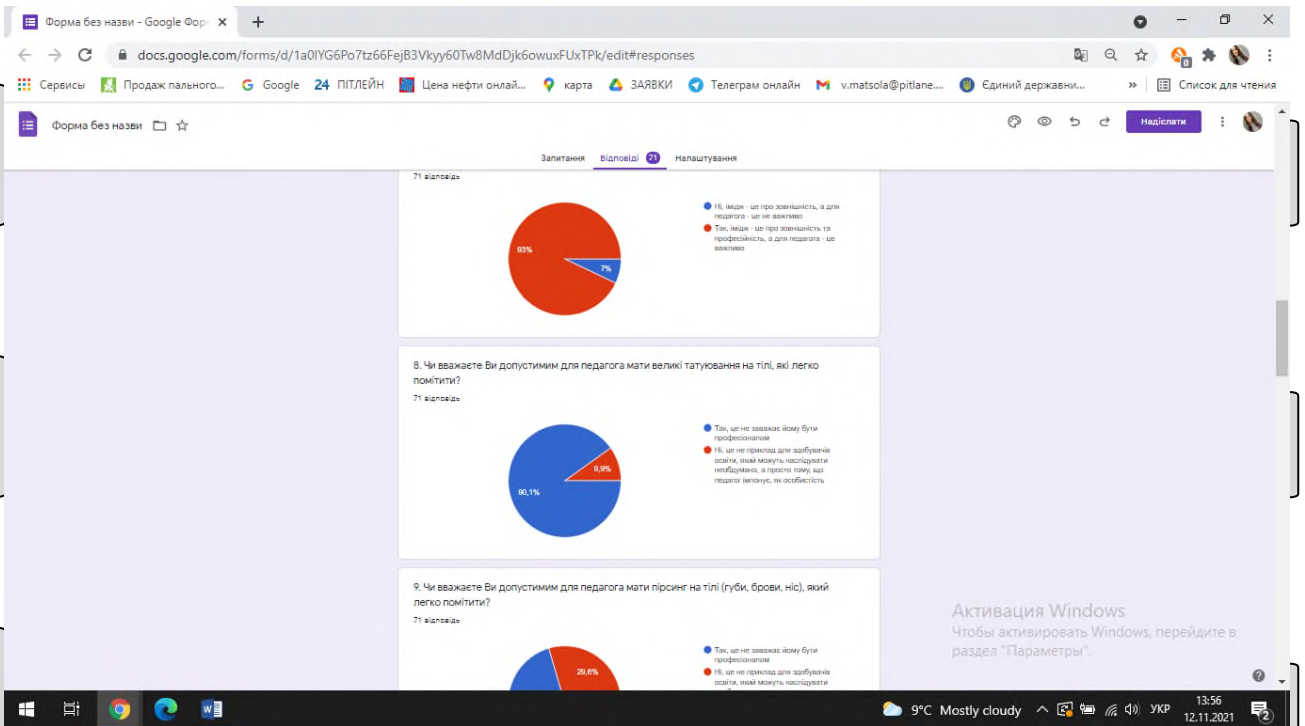 Форма без назви - Google Фор
docs.google.com/forms/d/1a0lYG6Po7tz66FejB3Vkyy60Tw8MdDjk6owuxFUxTPk/edit#responses
Сервисы Продаж пального... Google 24 ПІТЛЕЙН Цена нефти онлай... карта ЗАЯВКИ Телеграм онлайн v.matsola@pitlane.... Єдиний державни... » Список для чтения
Форма без назви Надіслати
Запитання Відповіді 71 Налаштування
71 відповідь
Ні, імідж - це про зовнішність, а для
педагога - це не важливо
Так, імідж - це про зовнішність та
професійність, а для педагога - це
важливо
93%
7%
8. Чи вважаєте Ви допустимим для педагога мати великі татуювання на тілі, які легко
помітити?
71 відповідь
Так, це не заважає йому бути
професіоналом
Ні, це не приклад для здобувачів
освіти, який можуть наслідувати
необдумано, а просто тому, що
педагог імпонує, як особистість
9,9%
90,1%
9. Чи вважаєте Ви допустимим для педагога мати пірсинг на тілі (губи, брови, ніс), який
легко помітити?
71 відповідь
Так, це не заважає йому бути
професіоналом
Ні, це не приклад для здобувачів
освіти, який можуть наслідувати
29,6%
Активация Windows
Чтобы активировать Windows, перейдите в
раздел "Параметры".
9°C Mostly cloudy УКР 13:56
12.11.2021
2